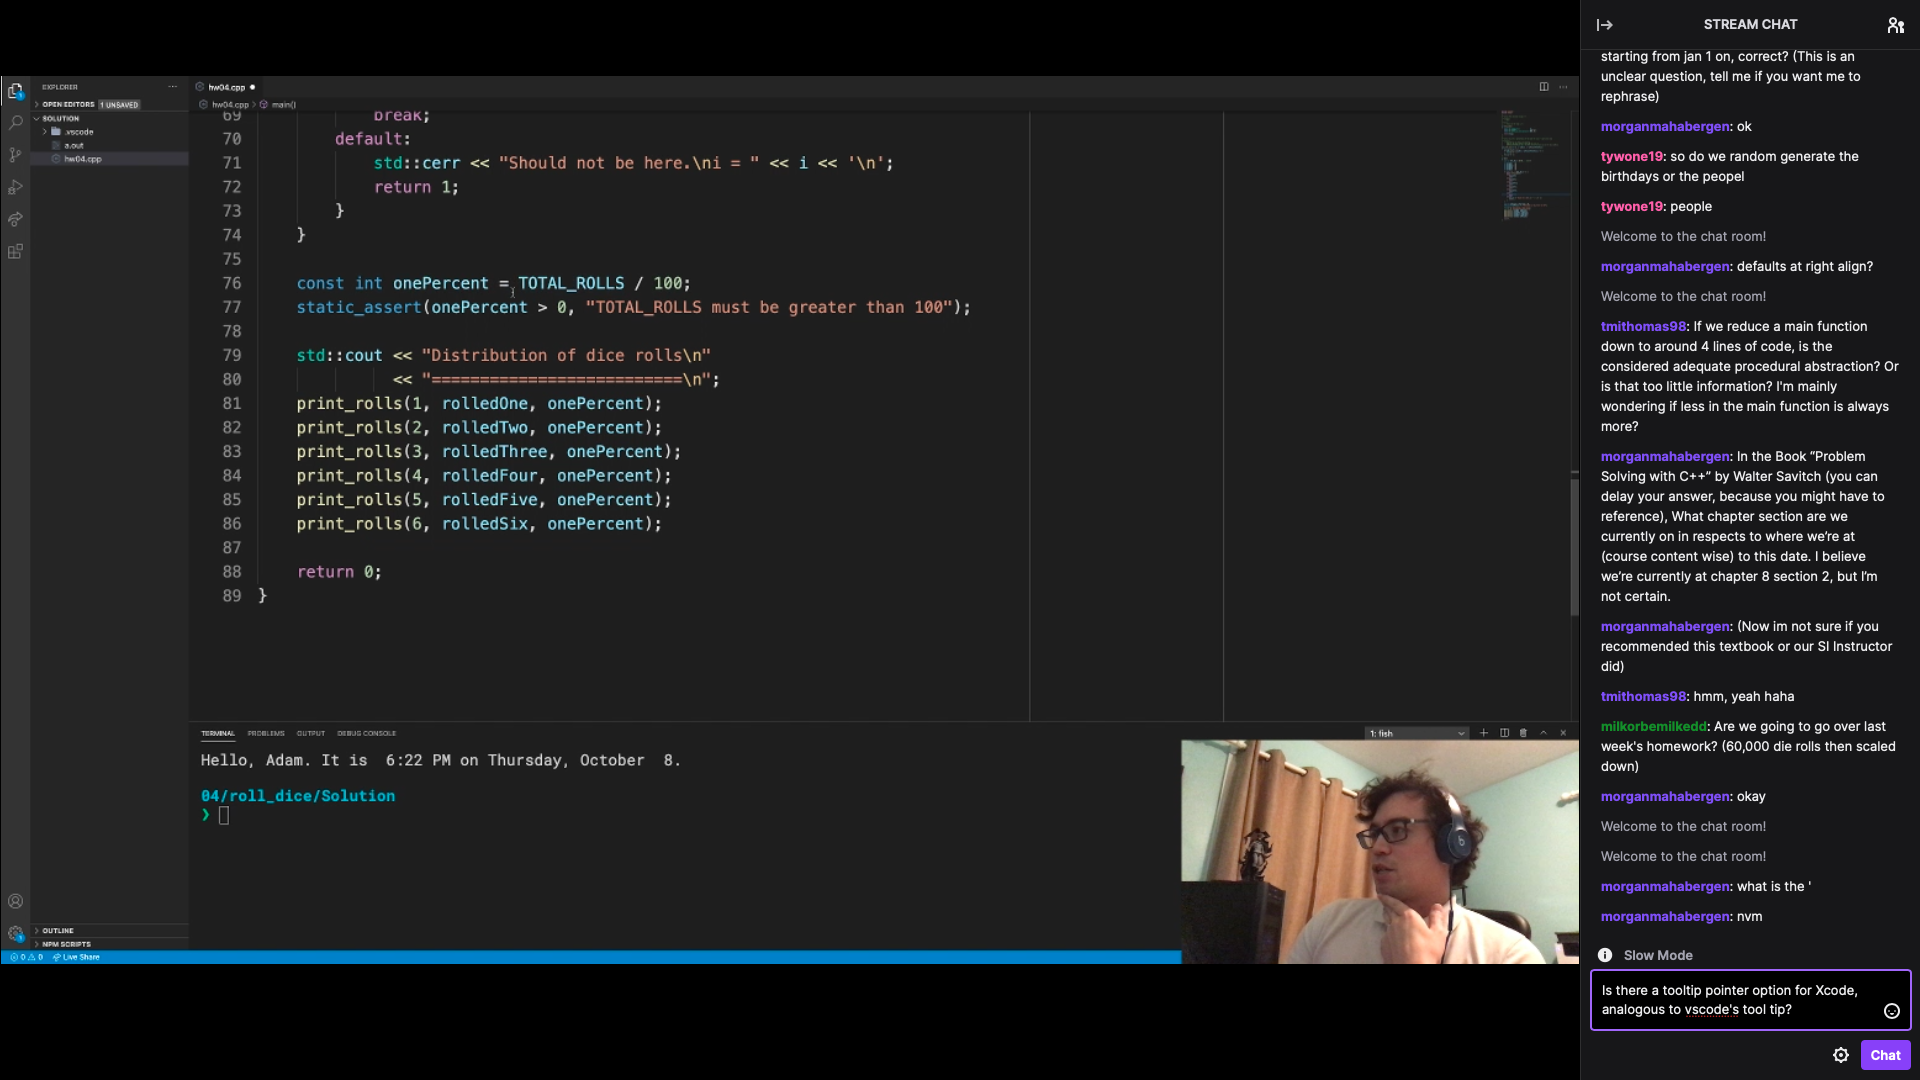 EXPLORER
OPEN EDITORS 1 UNSAVED
SOLUTION
.vscode
a.out
hw04.cpp
OUTLINE
NPM SCRIPTS
hw04.cpp
hw04.cpp > main()
69 break;
70 default:
71 std::cerr << "Should not be here.\ni = " << i << '\n';
72 return 1;
73 }
74 }
75
76 const int onePercent = TOTAL_ROLLS / 100;
77 static_assert(onePercent > 0, "TOTAL_ROLLS must be greater than 100");
78
79 std::cout << "Distribution of dice rolls\n"
80 << "==========================\n";
81 print_rolls(1, rolledOne, onePercent);
82 print_rolls(2, rolledTwo, onePercent);
83 print_rolls(3, rolledThree, onePercent);
84 print_rolls(4, rolledFour, onePercent);
85 print_rolls(5, rolledFive, onePercent);
86 print_rolls(6, rolledSix, onePercent);
87
88 return 0;
89 }
TERMINAL PROBLEMS OUTPUT DEBUG CONSOLE
1: fish
Hello, Adam. It is 6:22 PM on Thursday, October 8.
04/roll_dice/Solution
❯
0 0 Live Share
STREAM CHAT
starting from jan 1 on, correct? (This is an
unclear question, tell me if you want me to
rephrase)
morganmahabergen: ok
tywone19: so do we random generate the
birthdays or the peopel
tywone19: people
Welcome to the chat room!
morganmahabergen: defaults at right align?
Welcome to the chat room!
tmithomas98: If we reduce a main function
down to around 4 lines of code, is the
considered adequate procedural abstraction? Or
is that too little information? I'm mainly
wondering if less in the main function is always
more?
morganmahabergen: In the Book “Problem
Solving with C++” by Walter Savitch (you can
delay your answer, because you might have to
reference), What chapter section are we
currently on in respects to where we’re at
(course content wise) to this date. I believe
we’re currently at chapter 8 section 2, but I’m
not certain.
morganmahabergen: (Now im not sure if you
recommended this textbook or our SI Instructor
did)
tmithomas98: hmm, yeah haha
milkorbemilkedd: Are we going to go over last
week's homework? (60,000 die rolls then scaled
down)
morganmahabergen: okay
Welcome to the chat room!
Welcome to the chat room!
morganmahabergen: what is the '
morganmahabergen: nvm
Slow Mode
Is there a tooltip pointer option for Xcode,
analogous to vscode's tool tip?
Chat